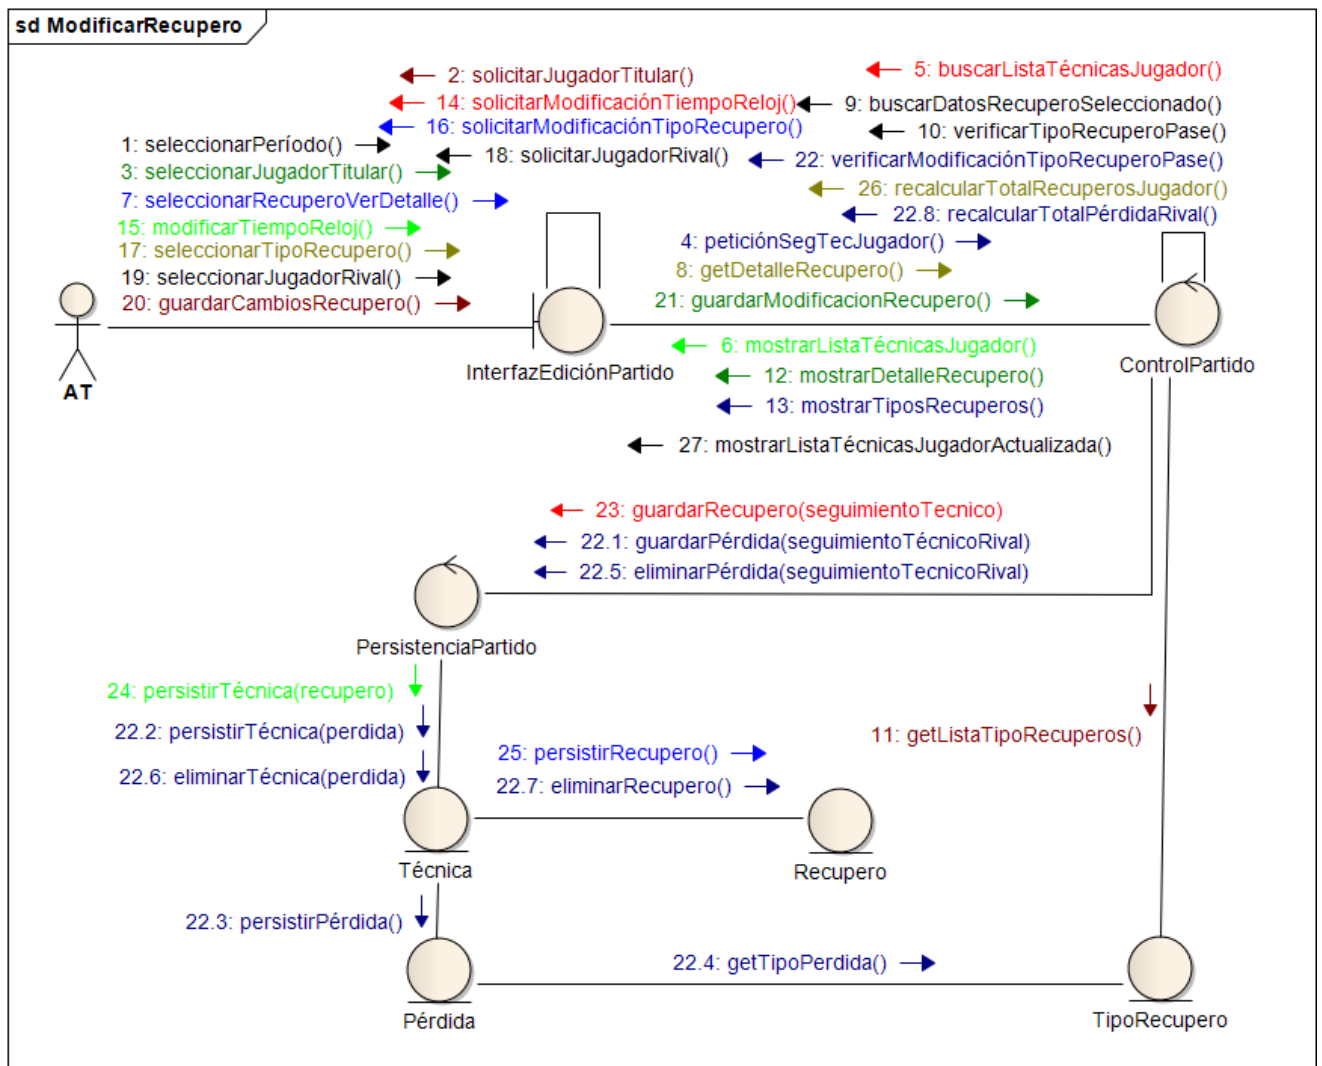 sd ModificarRecupero
2: solicitarJugadorTitular()
5: buscarListaTécnicasJugador()
14: solicitarModificaciónTiempoReloj()
9: buscarDatosRecuperoSeleccionado()
16: solicitarModificaciónTipoRecupero()
10: verificarTipoRecuperoPase()
1: seleccionarPeríodo()
18: solicitarJugadorRival()
22: verificarModificaciónTipoRecuperoPase()
3: seleccionarJugadorTitular()
26: recalcularTotalRecuperosJugador()
7: seleccionarRecuperoVerDetalle()
22.8: recalcularTotalPérdidaRival()
15: modificarTiempoReloj()
4: peticiónSegTecJugador()
17: seleccionarTipoRecupero()
8: getDetalleRecupero()
19: seleccionarJugadorRival()
21: guardarModificacionRecupero()
20: guardarCambiosRecupero()
6: mostrarListaTécnicasJugador()
InterfazEdiciónPartido
ControlPartido
12: mostrarDetalleRecupero()
AT
13: mostrarTiposRecuperos()
27: mostrarListaTécnicasJugadorActualizada()
23: guardarRecupero(seguimientoTecnico)
22.1: guardarPérdida(seguimientoTécnicoRival)
22.5: eliminarPérdida(seguimientoTecnicoRival)
PersistenciaPartido
24: persistirTécnica(recupero)
22.2: persistirTécnica(perdida)
11: getListaTipoRecuperos()
25: persistirRecupero()
22.6: eliminarTécnica(perdida)
22.7: eliminarRecupero()
Técnica
Recupero
22.3: persistirPérdida()
22.4: getTipoPerdida()
Pérdida
TipoRecupero